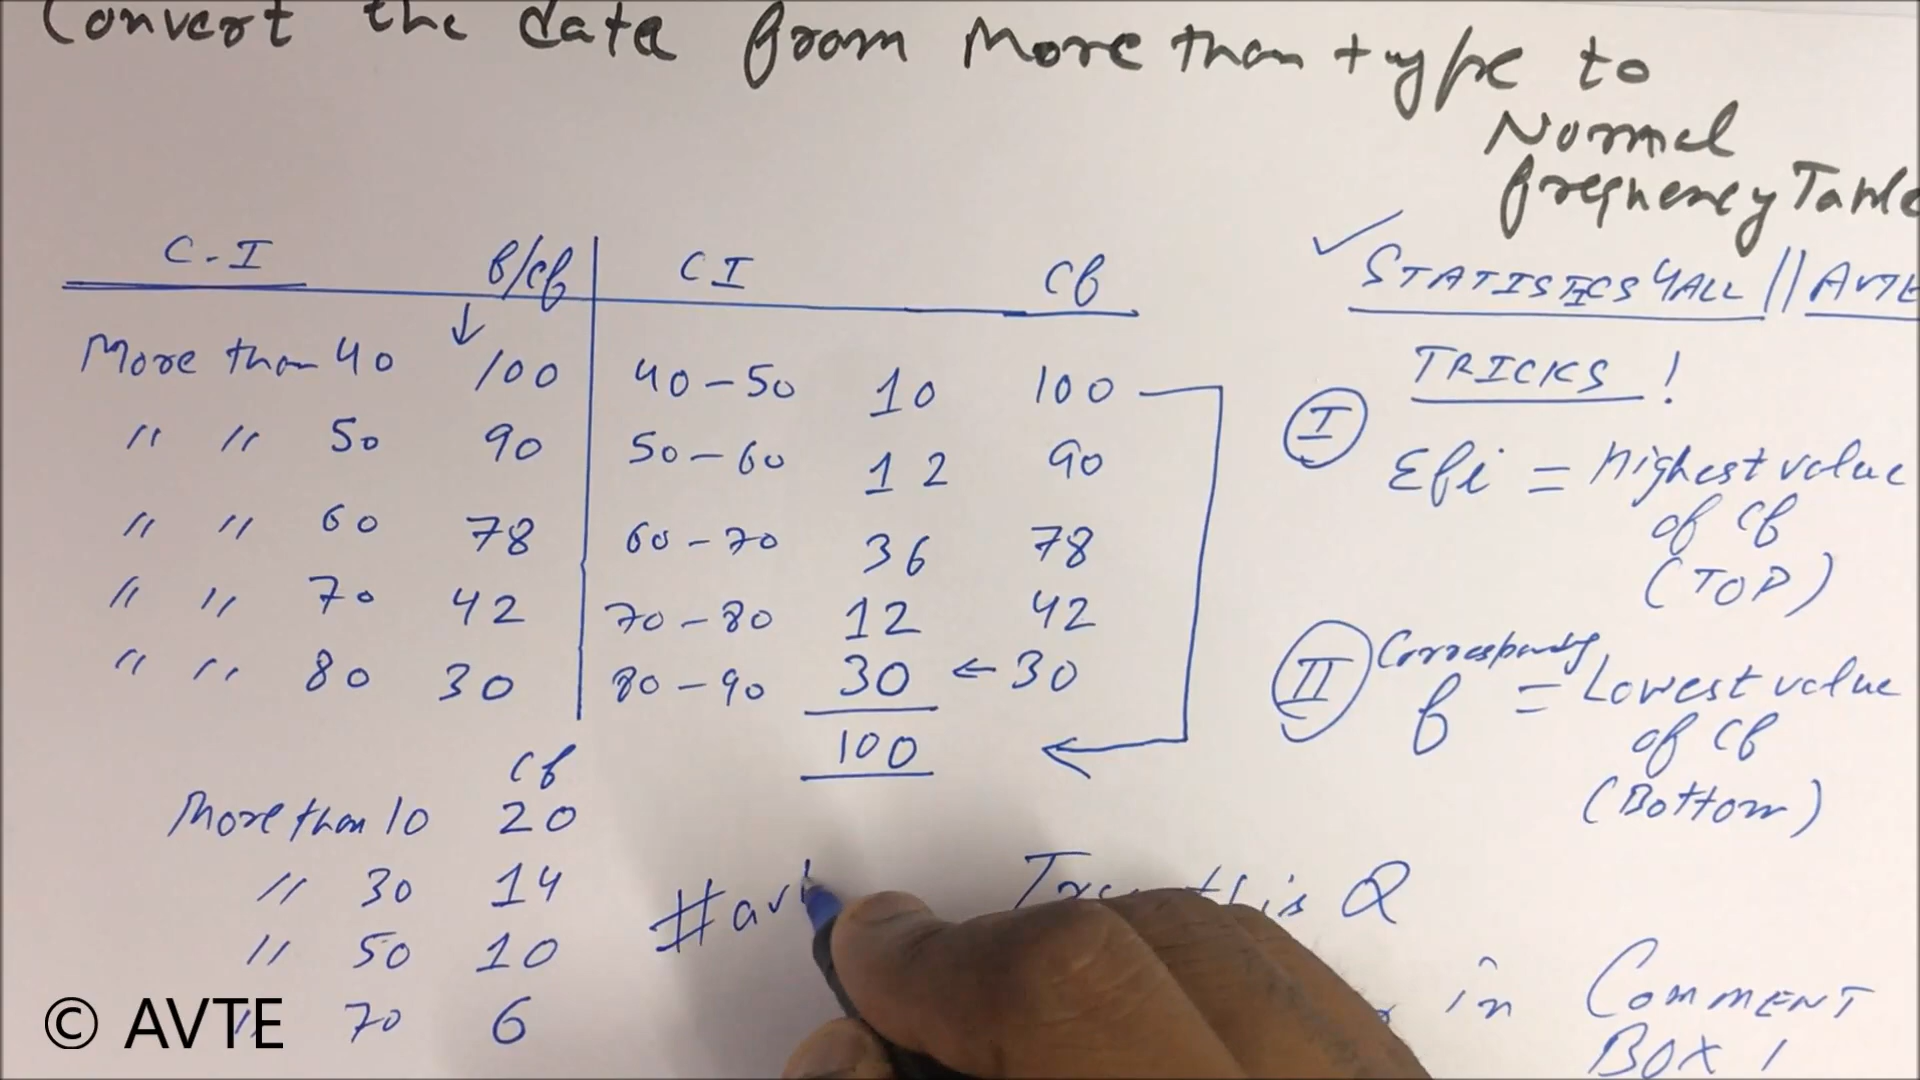 Convert the data from More than type to
Normal
frequency Table
C-I f/cf CI Cf
More than 40 100 40-50 10 100
" " 50 90 50-60 12 90
" " 60 78 60-70 36 78
" " 70 42 70-80 12 42
" " 80 30 80-90 30 ← 30
100
✓ STATISTICS4ALL || AVTE
TRICKS !
I Σfi = Highest value
of Cf
(TOP)
II Corresponding
f = Lowest value
of Cf
(Bottom)
Cf
More than 10 20
" 30 14
" 50 10
" 70 6
#avt
this Q
in COMMENT
BOX !
© AVTE